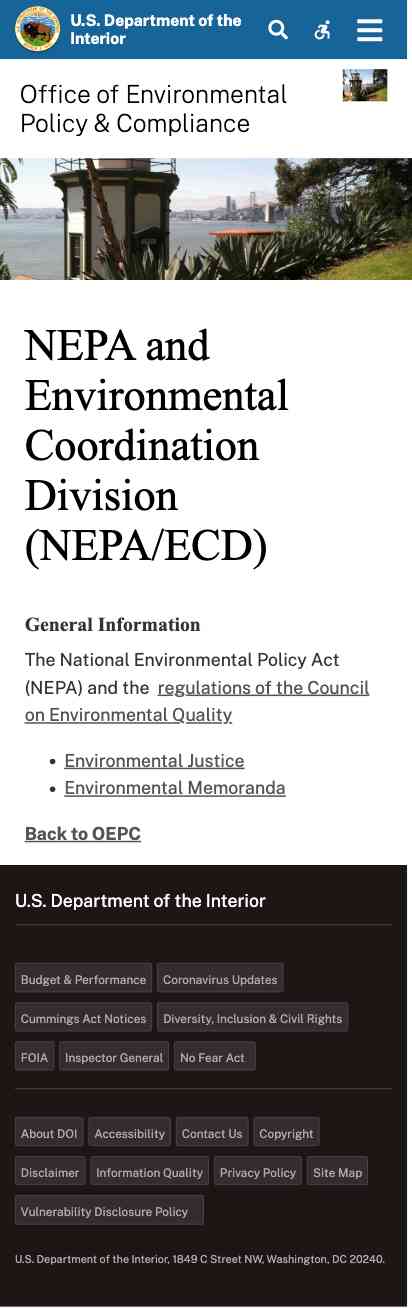 U.S. Department of the
Interior
Office of Environmental
Policy & Compliance
NEPA and
Environmental
Coordination
Division
(NEPA/ECD)
General Information
The National Environmental Policy Act
(NEPA) and the regulations of the Council
on Environmental Quality
• Environmental Justice
• Environmental Memoranda
Back to OEPC
U.S. Department of the Interior
Budget & Performance Coronavirus Updates
Cummings Act Notices Diversity, Inclusion & Civil Rights
FOIA Inspector General No Fear Act
About DOI Accessibility Contact Us Copyright
Disclaimer Information Quality Privacy Policy Site Map
Vulnerability Disclosure Policy
U.S. Department of the Interior, 1849 C Street NW, Washington, DC 20240.